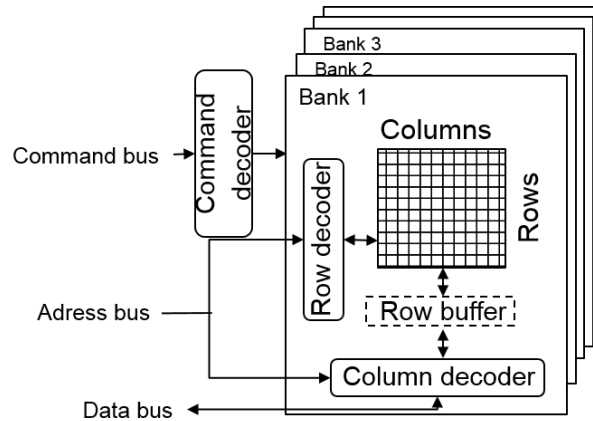 Bank 3
Bank 2
Bank 1
Command bus
Command
decoder
Columns
Rows
Row decoder
Row buffer
Adress bus
Column decoder
Data bus